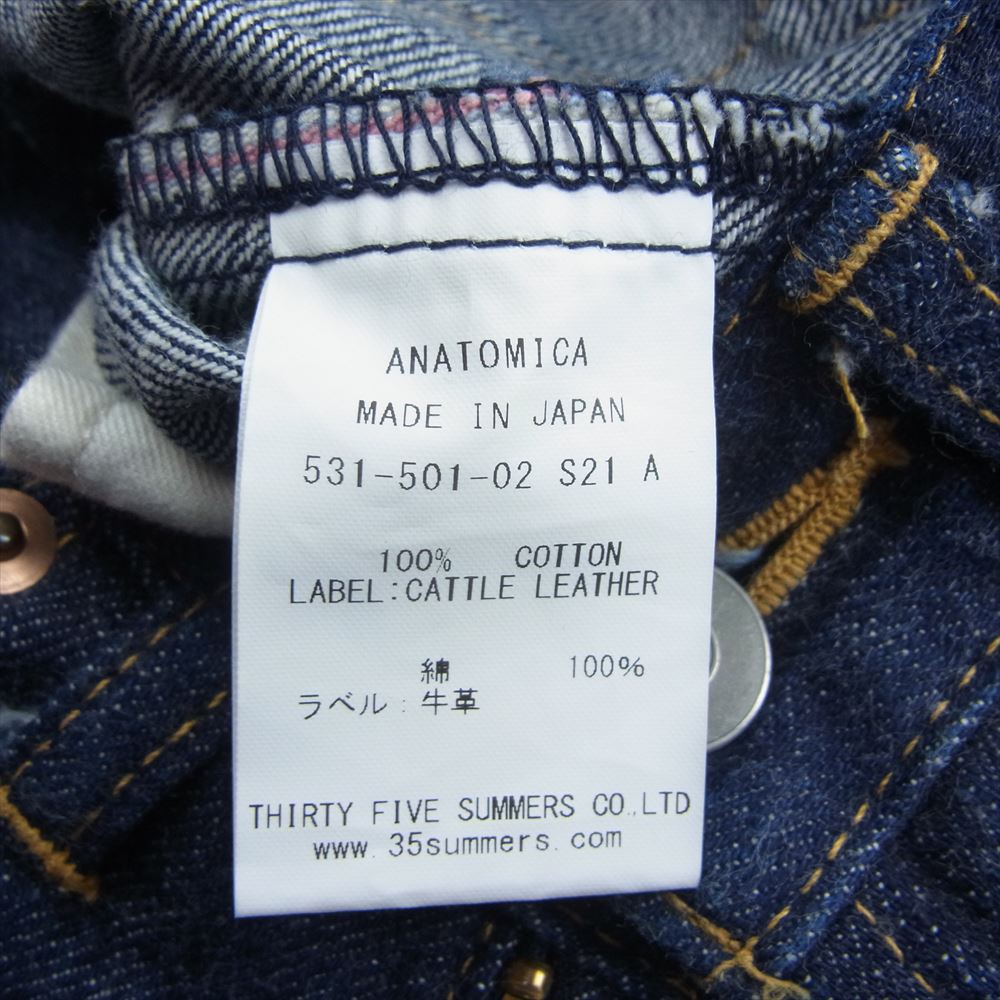 ANATOMICA
MADE IN JAPAN
531-501-02 S21 A
100% COTTON
LABEL:CATTLE LEATHER
綿 100%
ラベル:牛革
THIRTY FIVE SUMMERS CO.,LTD
www.35summers.com